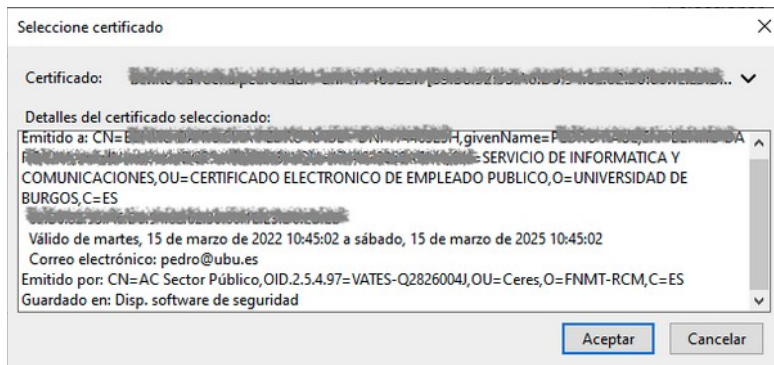 Seleccione certificado
Certificado:
Detalles del certificado seleccionado:
Emitido a: CN= H,givenName=P
=SERVICIO DE INFORMATICA Y
COMUNICACIONES,OU=CERTIFICADO ELECTRONICO DE EMPLEADO PUBLICO,O=UNIVERSIDAD DE
BURGOS,C=ES
Válido de martes, 15 de marzo de 2022 10:45:02 a sábado, 15 de marzo de 2025 10:45:02
Correo electrónico: pedro@ubu.es
Emitido por: CN=AC Sector Público,OID.2.5.4.97=VATES-Q2826004J,OU=Ceres,O=FNMT-RCM,C=ES
Guardado en: Disp. software de seguridad
Aceptar Cancelar